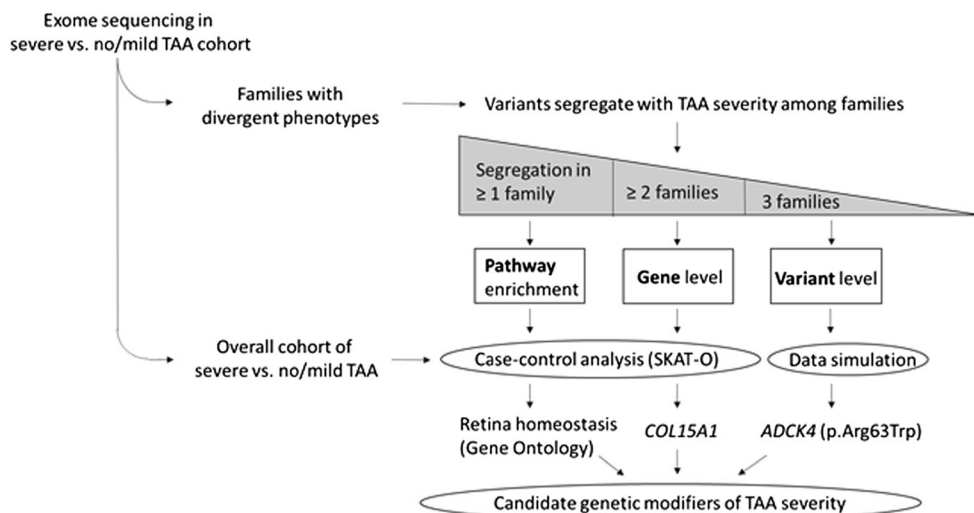 Exome sequencing in
severe vs. no/mild TAA cohort
Families with
divergent phenotypes
Variants segregate with TAA severity among families
Segregation in
≥ 1 family
≥ 2 families
3 families
Pathway
enrichment
Gene level
Variant level
Overall cohort of
severe vs. no/mild TAA
Case-control analysis (SKAT-O)
Data simulation
Retina homeostasis
(Gene Ontology)
COL15A1
ADCK4 (p.Arg63Trp)
Candidate genetic modifiers of TAA severity